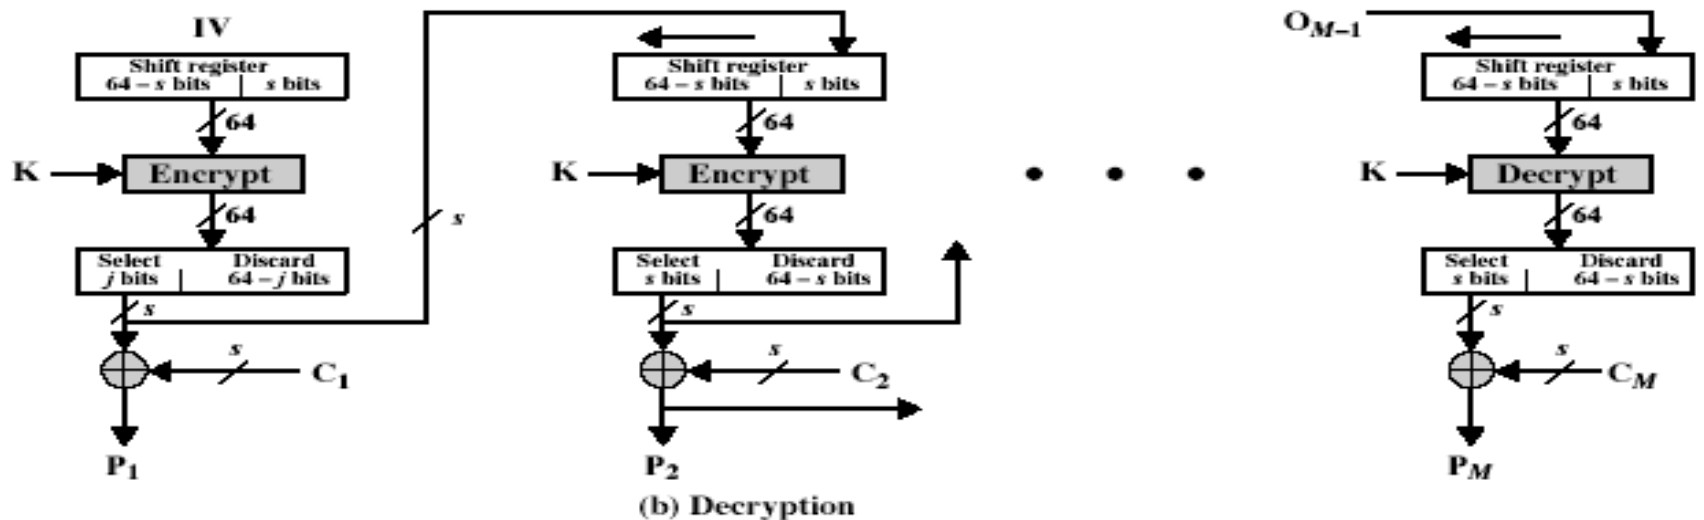 IV
Shift register
64 – s bits | s bits
64
K
Encrypt
64
Select Discard
j bits 64 – j bits
s
s
C1
P1
s
Shift register
64 – s bits | s bits
64
K
Encrypt
64
Select Discard
s bits 64 – s bits
s
s
C2
P2
OM–1
Shift register
64 – s bits | s bits
64
K
Decrypt
64
Select Discard
s bits 64 – s bits
s
s
CM
PM
(b) Decryption